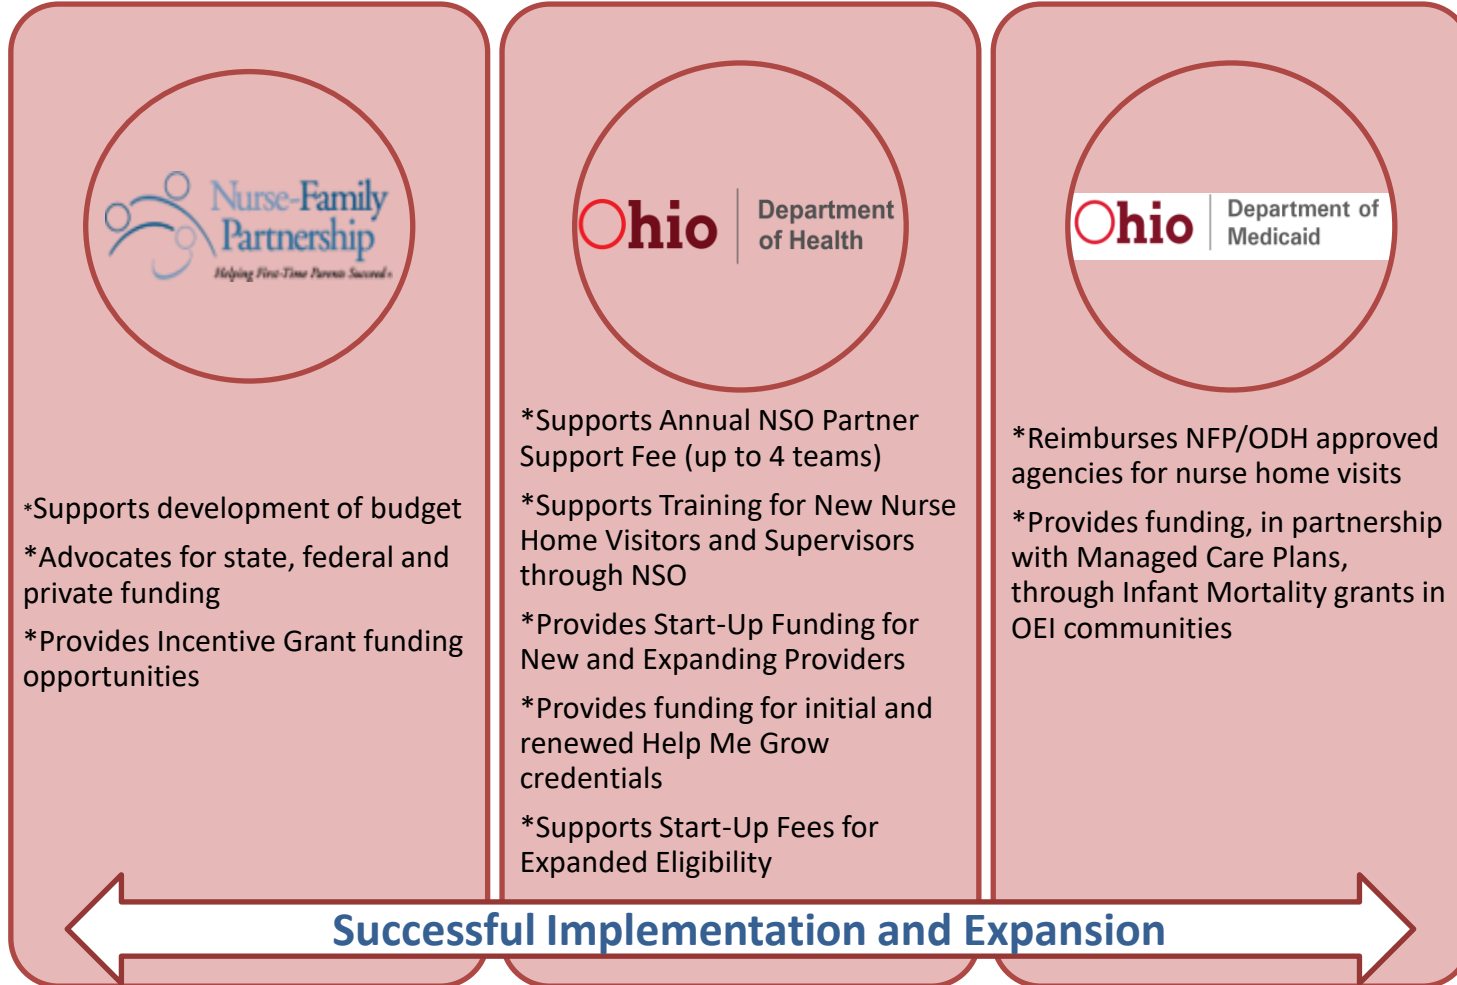 Nurse-Family
Partnership
Helping First-Time Parents Succeed®
*Supports development of budget
*Advocates for state, federal and
private funding
*Provides Incentive Grant funding
opportunities
Ohio
Department
of Health
*Supports Annual NSO Partner
Support Fee (up to 4 teams)
*Supports Training for New Nurse
Home Visitors and Supervisors
through NSO
*Provides Start-Up Funding for
New and Expanding Providers
*Provides funding for initial and
renewed Help Me Grow
credentials
*Supports Start-Up Fees for
Expanded Eligibility
Ohio
Department of
Medicaid
*Reimburses NFP/ODH approved
agencies for nurse home visits
*Provides funding, in partnership
with Managed Care Plans,
through Infant Mortality grants in
OEI communities
Successful Implementation and Expansion